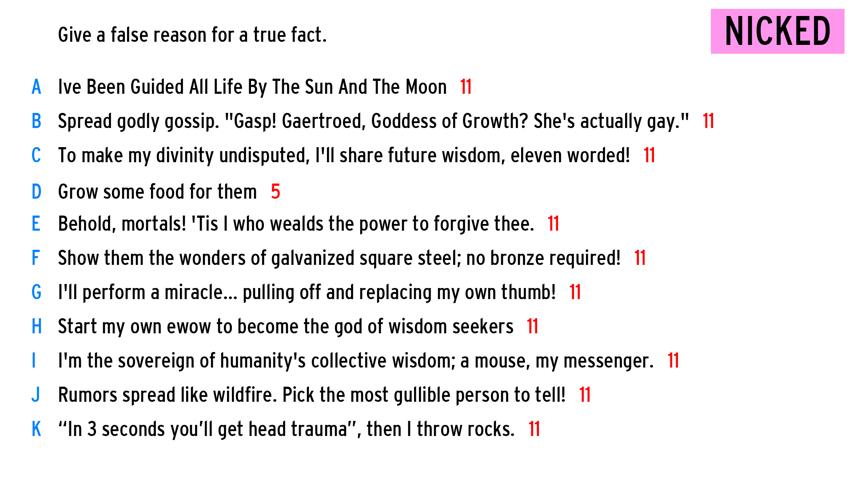 Give a false reason for a true fact.
NICKED
A Ive Been Guided All Life By The Sun And The Moon 11
B Spread godly gossip. "Gasp! Gaertroed, Goddess of Growth? She's actually gay." 11
C To make my divinity undisputed, I'll share future wisdom, eleven worded! 11
D Grow some food for them 5
E Behold, mortals! 'Tis I who wealds the power to forgive thee. 11
F Show them the wonders of galvanized square steel; no bronze required! 11
G I'll perform a miracle... pulling off and replacing my own thumb! 11
H Start my own ewow to become the god of wisdom seekers 11
I I'm the sovereign of humanity's collective wisdom; a mouse, my messenger. 11
J Rumors spread like wildfire. Pick the most gullible person to tell! 11
K “In 3 seconds you’ll get head trauma”, then I throw rocks. 11